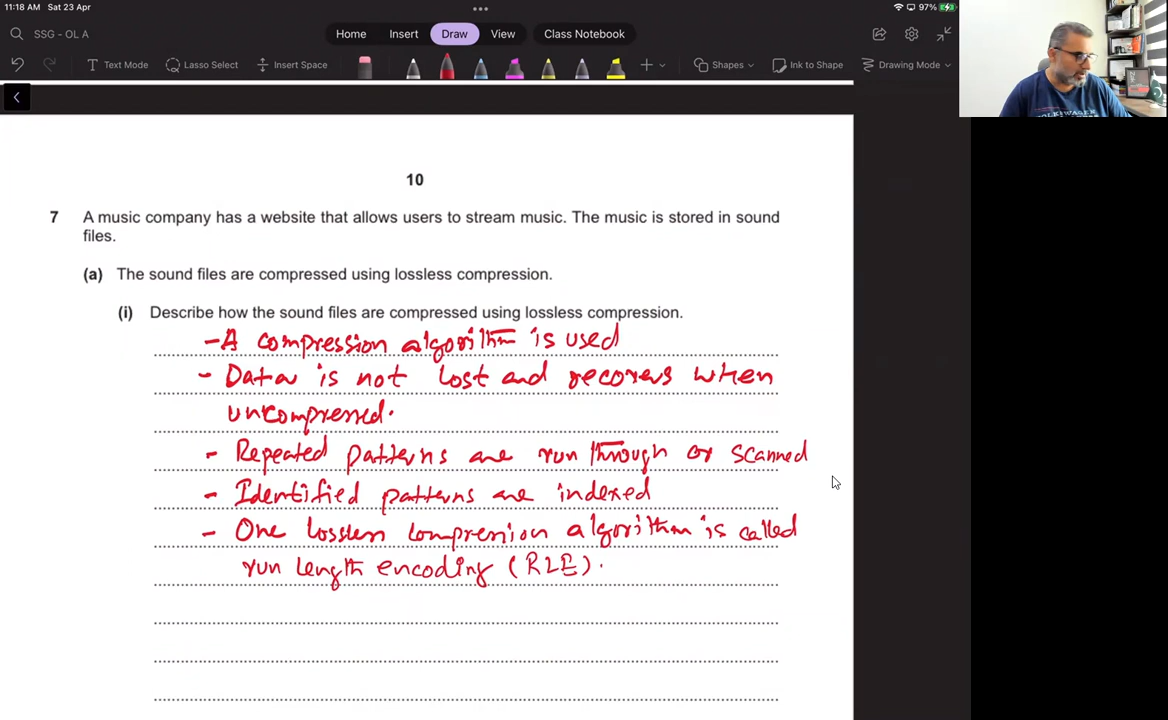 11:18 AM Sat 23 Apr
97%
SSG - OL A
Home Insert Draw View Class Notebook
Text Mode Lasso Select Insert Space Shapes Ink to Shape Drawing Mode
10
7 A music company has a website that allows users to stream music. The music is stored in sound
files.
(a) The sound files are compressed using lossless compression.
(i) Describe how the sound files are compressed using lossless compression.
- A compression algorithm is used
- Data is not lost and recovers when
uncompressed.
- Repeated patterns are run through or scanned
- Identified patterns are indexed
- One lossless compression algorithm is called
run length encoding (RLE).